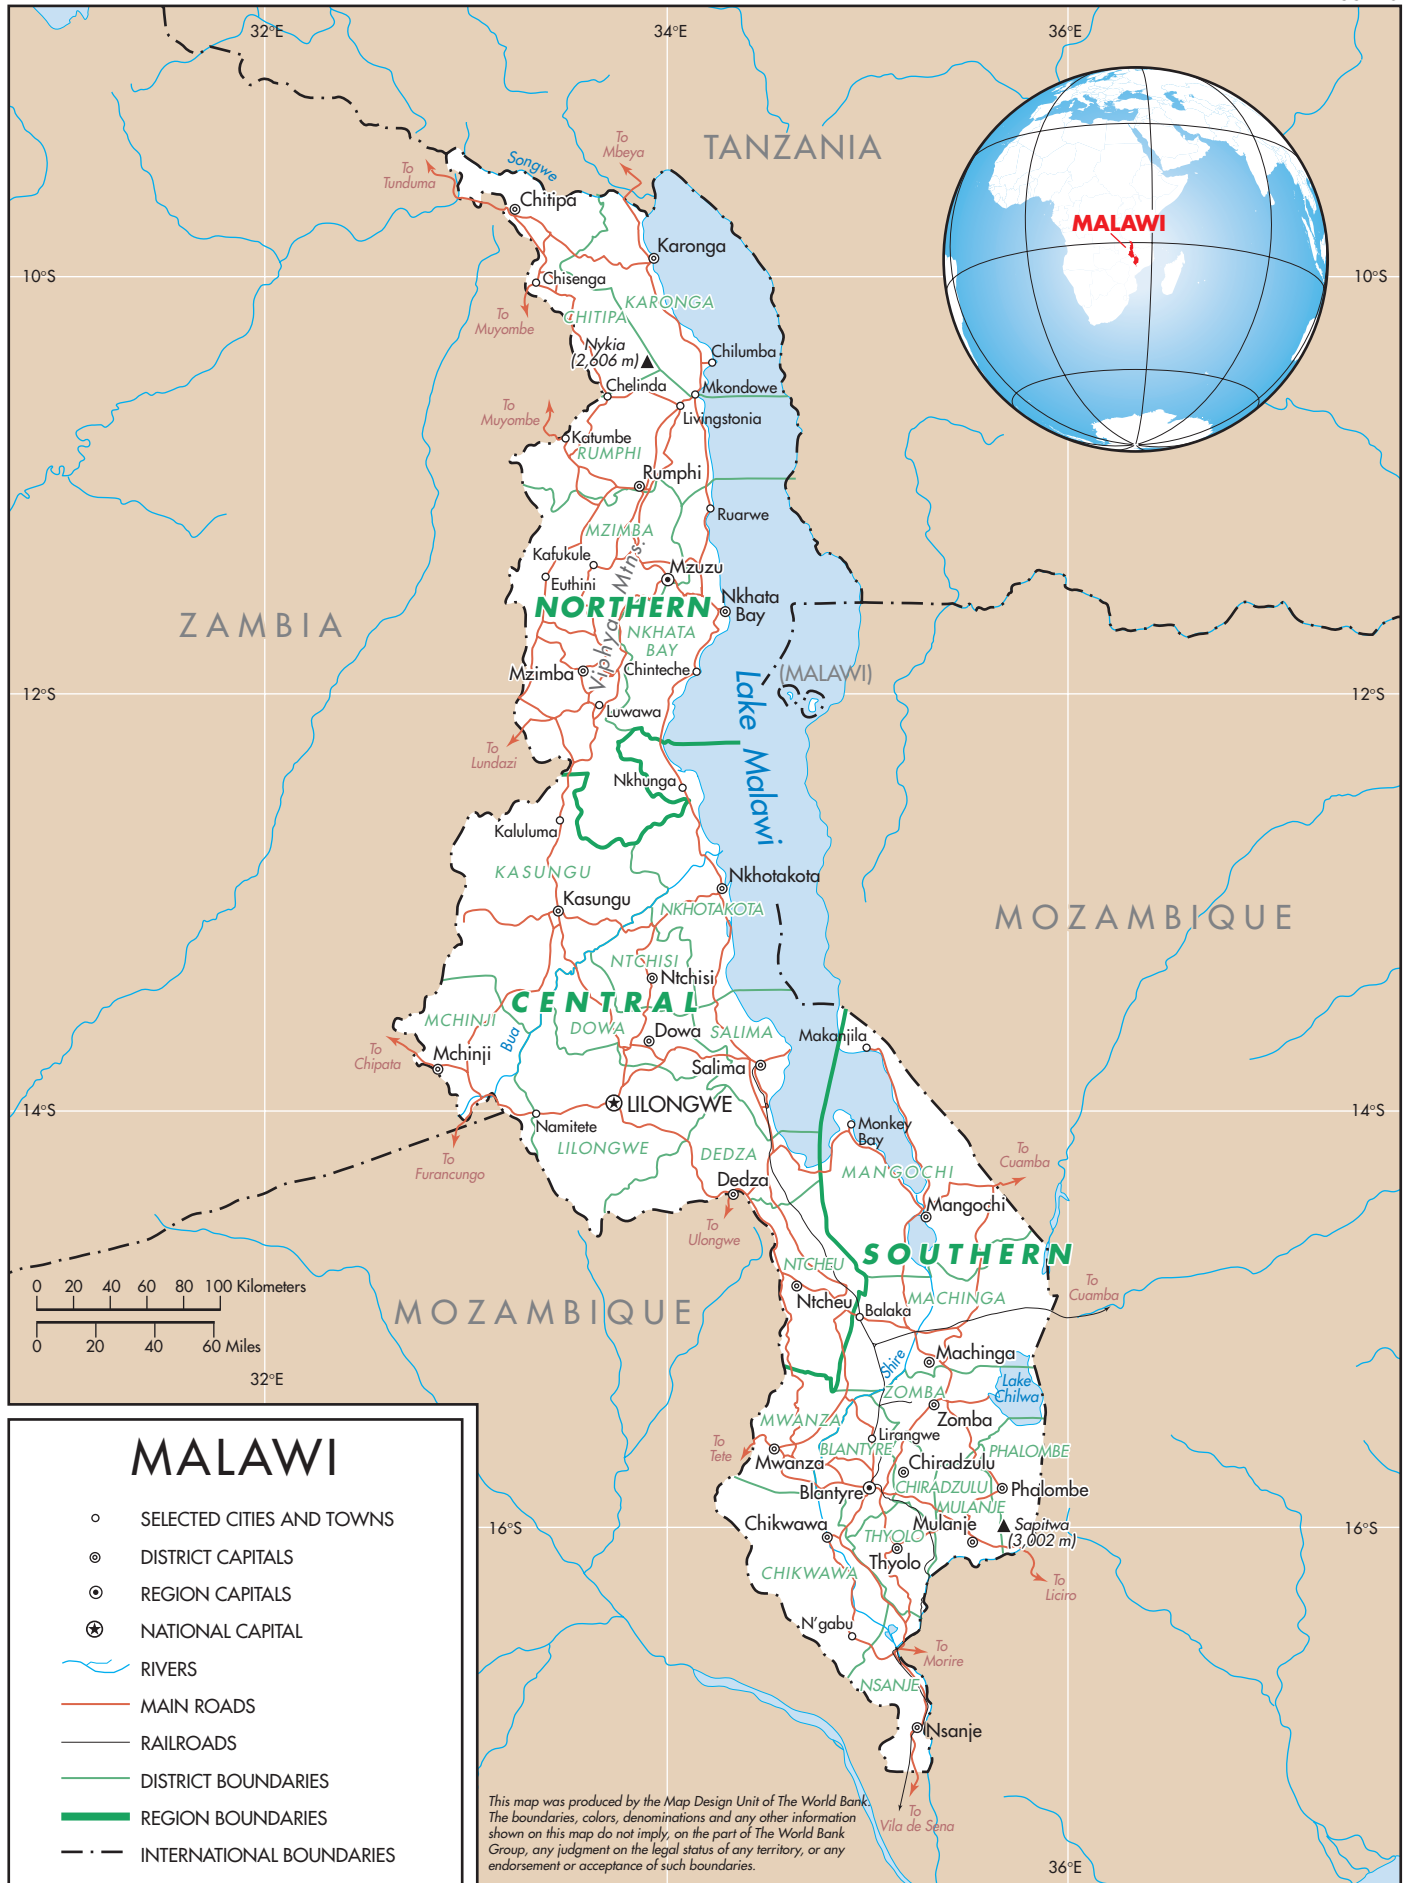 32°E
34°E
36°E
TANZANIA
To
Mbeya
To
Tunduma
Songwe
Chitipa
Karonga
MALAWI
10°S
10°S
Chisenga
KARONGA
To
Muyombe
CHITIPA
Nykia
(2,606 m)
Chilumba
Chelinda
Mkondowe
To
Muyombe
Livingstonia
Katumbe
RUMPHI
Rumphi
Ruarwe
MZIMBA
Kafukule
Viphya Mtns.
Mzuzu
Euthini
Nkhata
Bay
NORTHERN
ZAMBIA
NKHATA
BAY
Mzimba
Chinteche
(MALAWI)
Lake Malawi
12°S
12°S
Luwawa
To
Lundazi
Nkhunga
Kaluluma
KASUNGU
Nkhotakota
Kasungu
NKHOTAKOTA
MOZAMBIQUE
NTCHISI
Ntchisi
CENTRAL
MCHINJI
Bua
DOWA
Dowa
SALIMA
Makanjila
To
Chipata
Mchinji
Salima
LILONGWE
14°S
14°S
Namitete
Monkey
Bay
LILONGWE
DEDZA
To
Furancungo
MANGOCHI
To
Cuamba
Dedza
Mangochi
To
Ulongwe
SOUTHERN
NTCHEU
0 20 40 60 80 100 Kilometers
0 20 40 60 Miles
Ntcheu
MACHINGA
To
Cuamba
MOZAMBIQUE
Balaka
Shire
Machinga
32°E
Lake
Chilwa
ZOMBA
Zomba
MWANZA
To
Tete
Lirangwe
BLANTYRE
PHALOMBE
Mwanza
Chiradzulu
CHIRADZULU
Blantyre
Phalombe
MULANJE
Chikwawa
Mulanje
Sapitwa
(3,002 m)
16°S
16°S
THYOLO
Thyolo
CHIKWAWA
To
Liciro
N'gabu
To
Morire
NSANJE
Nsanje
To
Vila de Sena
36°E
MALAWI
SELECTED CITIES AND TOWNS
DISTRICT CAPITALS
REGION CAPITALS
NATIONAL CAPITAL
RIVERS
MAIN ROADS
RAILROADS
DISTRICT BOUNDARIES
REGION BOUNDARIES
INTERNATIONAL BOUNDARIES
This map was produced by the Map Design Unit of The World Bank.
The boundaries, colors, denominations and any other information
shown on this map do not imply, on the part of The World Bank
Group, any judgment on the legal status of any territory, or any
endorsement or acceptance of such boundaries.